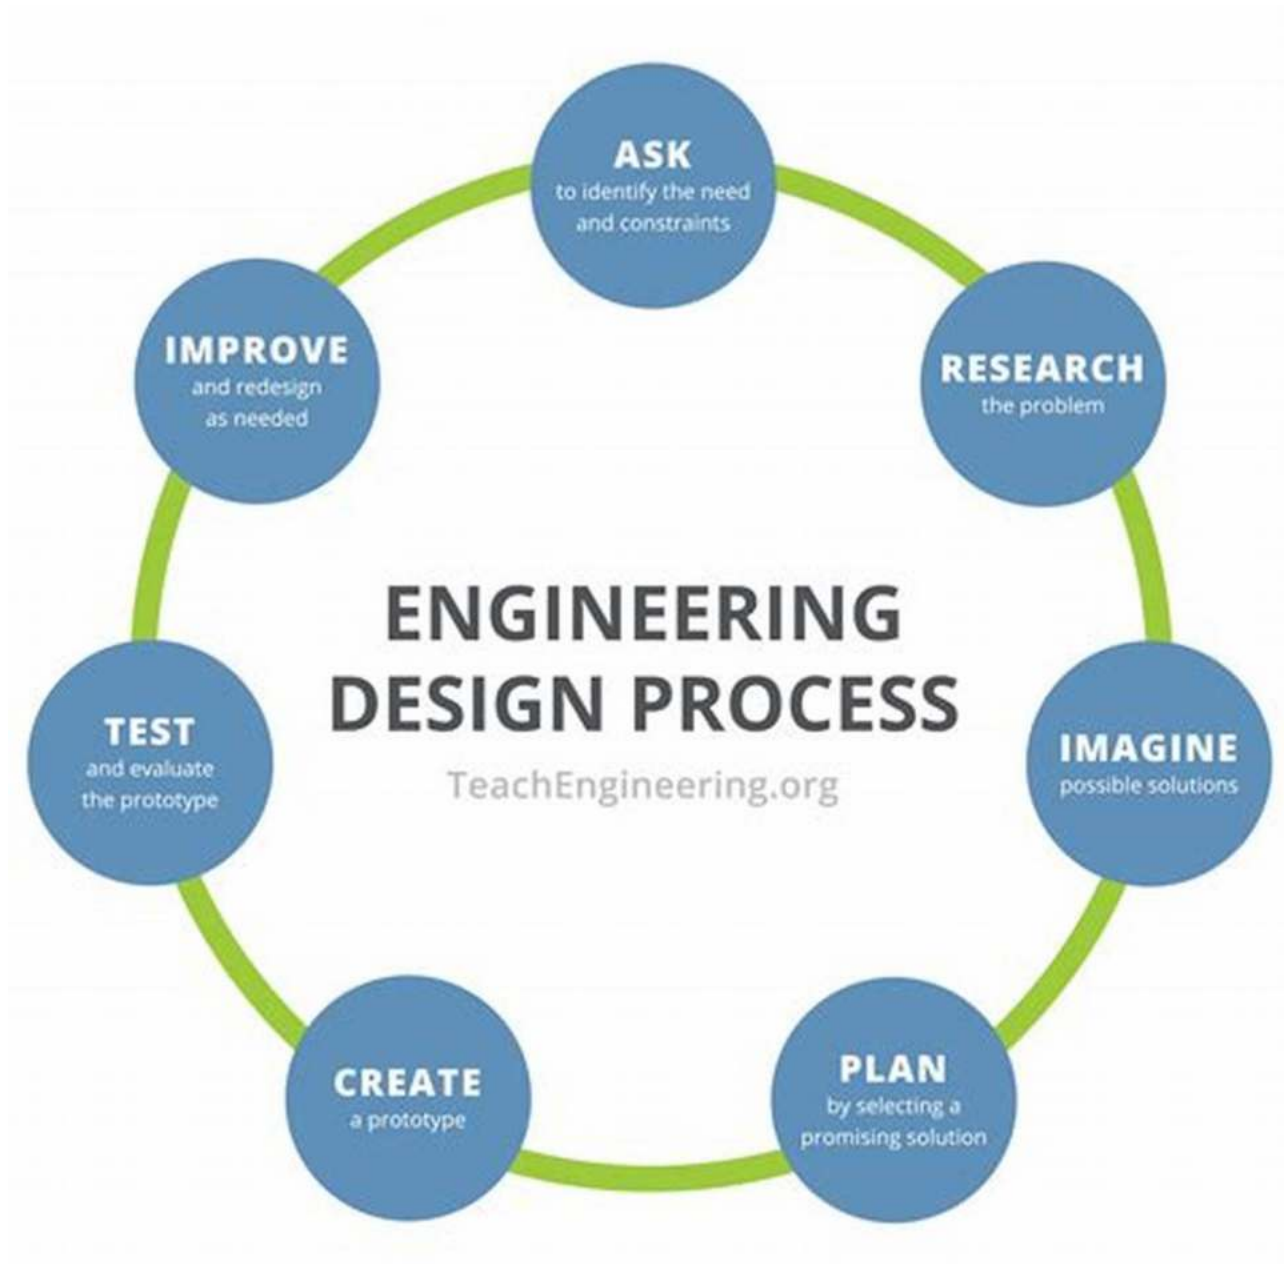 ASK
to identify the need
and constraints
RESEARCH
the problem
IMAGINE
possible solutions
PLAN
by selecting a
promising solution
CREATE
a prototype
TEST
and evaluate
the prototype
IMPROVE
and redesign
as needed
ENGINEERING
DESIGN PROCESS
TeachEngineering.org